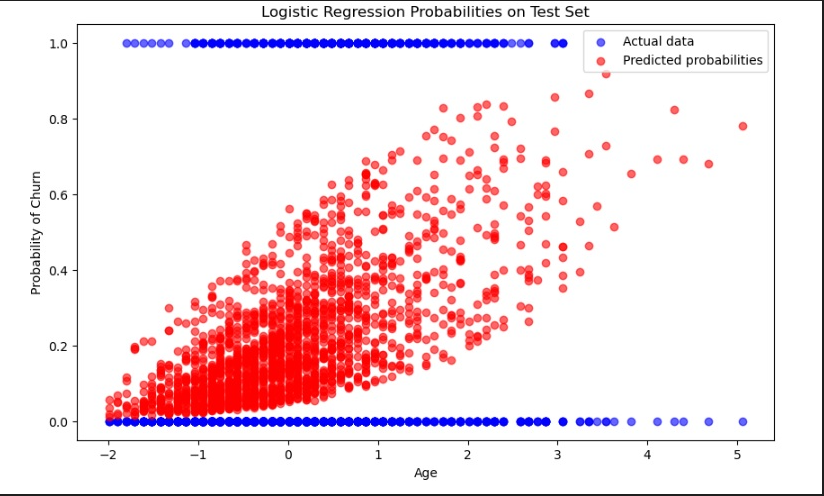 Logistic Regression Probabilities on Test Set
Actual data
Predicted probabilities
1.0
0.8
0.6
0.4
0.2
0.0
Probability of Churn
−2
−1
0
1
2
3
4
5
Age